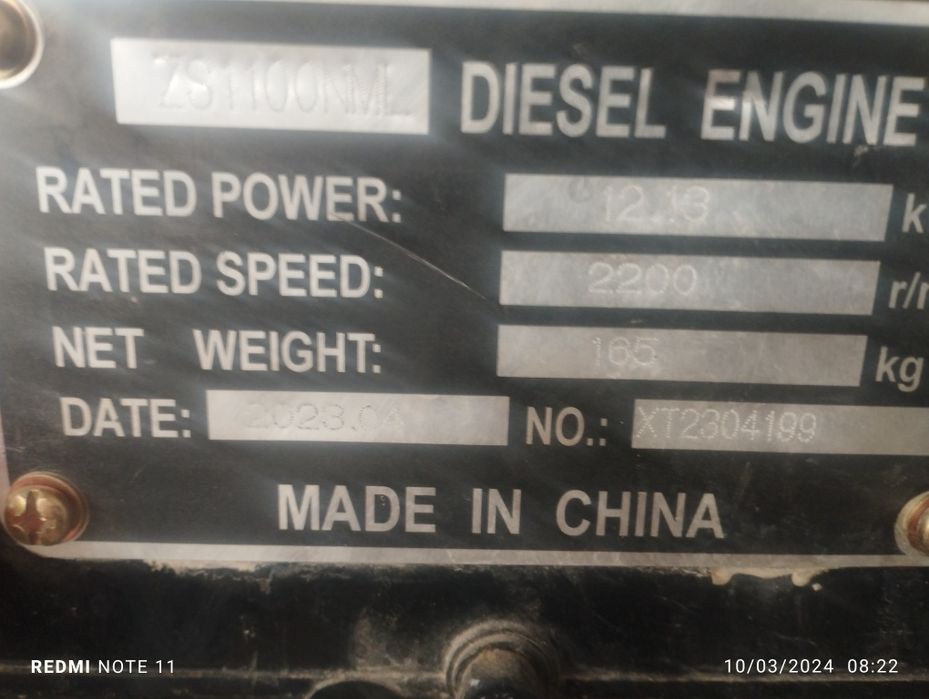 ZS1100NML DIESEL ENGINE
RATED POWER: 12.13 k
RATED SPEED: 2200 r/
NET WEIGHT: 165 kg
DATE: 2023.04 NO.: XT2304199
MADE IN CHINA
REDMI NOTE 11 10/03/2024 08:22